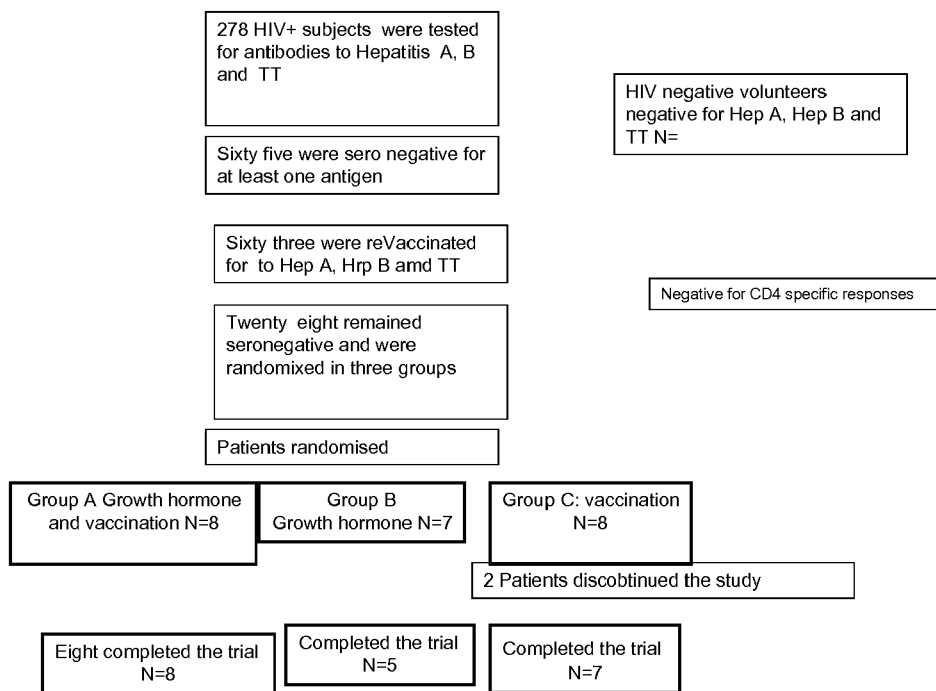 278 HIV+ subjects were tested
for antibodies to Hepatitis A, B
and TT
HIV negative volunteers
negative for Hep A, Hep B and
TT N=
Sixty five were sero negative for
at least one antigen
Sixty three were reVaccinated
for to Hep A, Hrp B amd TT
Negative for CD4 specific responses
Twenty eight remained
seronegative and were
randomixed in three groups
Patients randomised
Group A Growth hormone
and vaccination N=8
Group B
Growth hormone N=7
Group C: vaccination
N=8
2 Patients discobtinued the study
Eight completed the trial
N=8
Completed the trial
N=5
Completed the trial
N=7